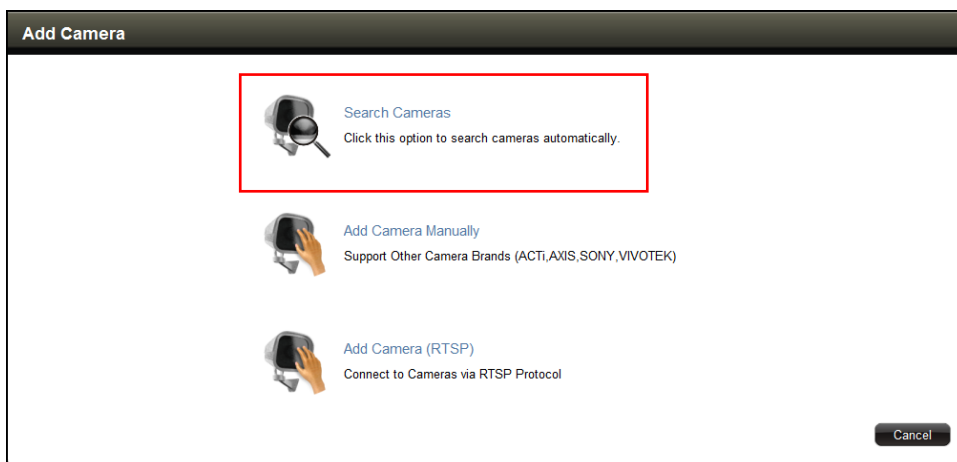 Add Camera
Search Cameras
Click this option to search cameras automatically.
Add Camera Manually
Support Other Camera Brands (ACTi,AXIS,SONY,VIVOTEK)
Add Camera (RTSP)
Connect to Cameras via RTSP Protocol
Cancel